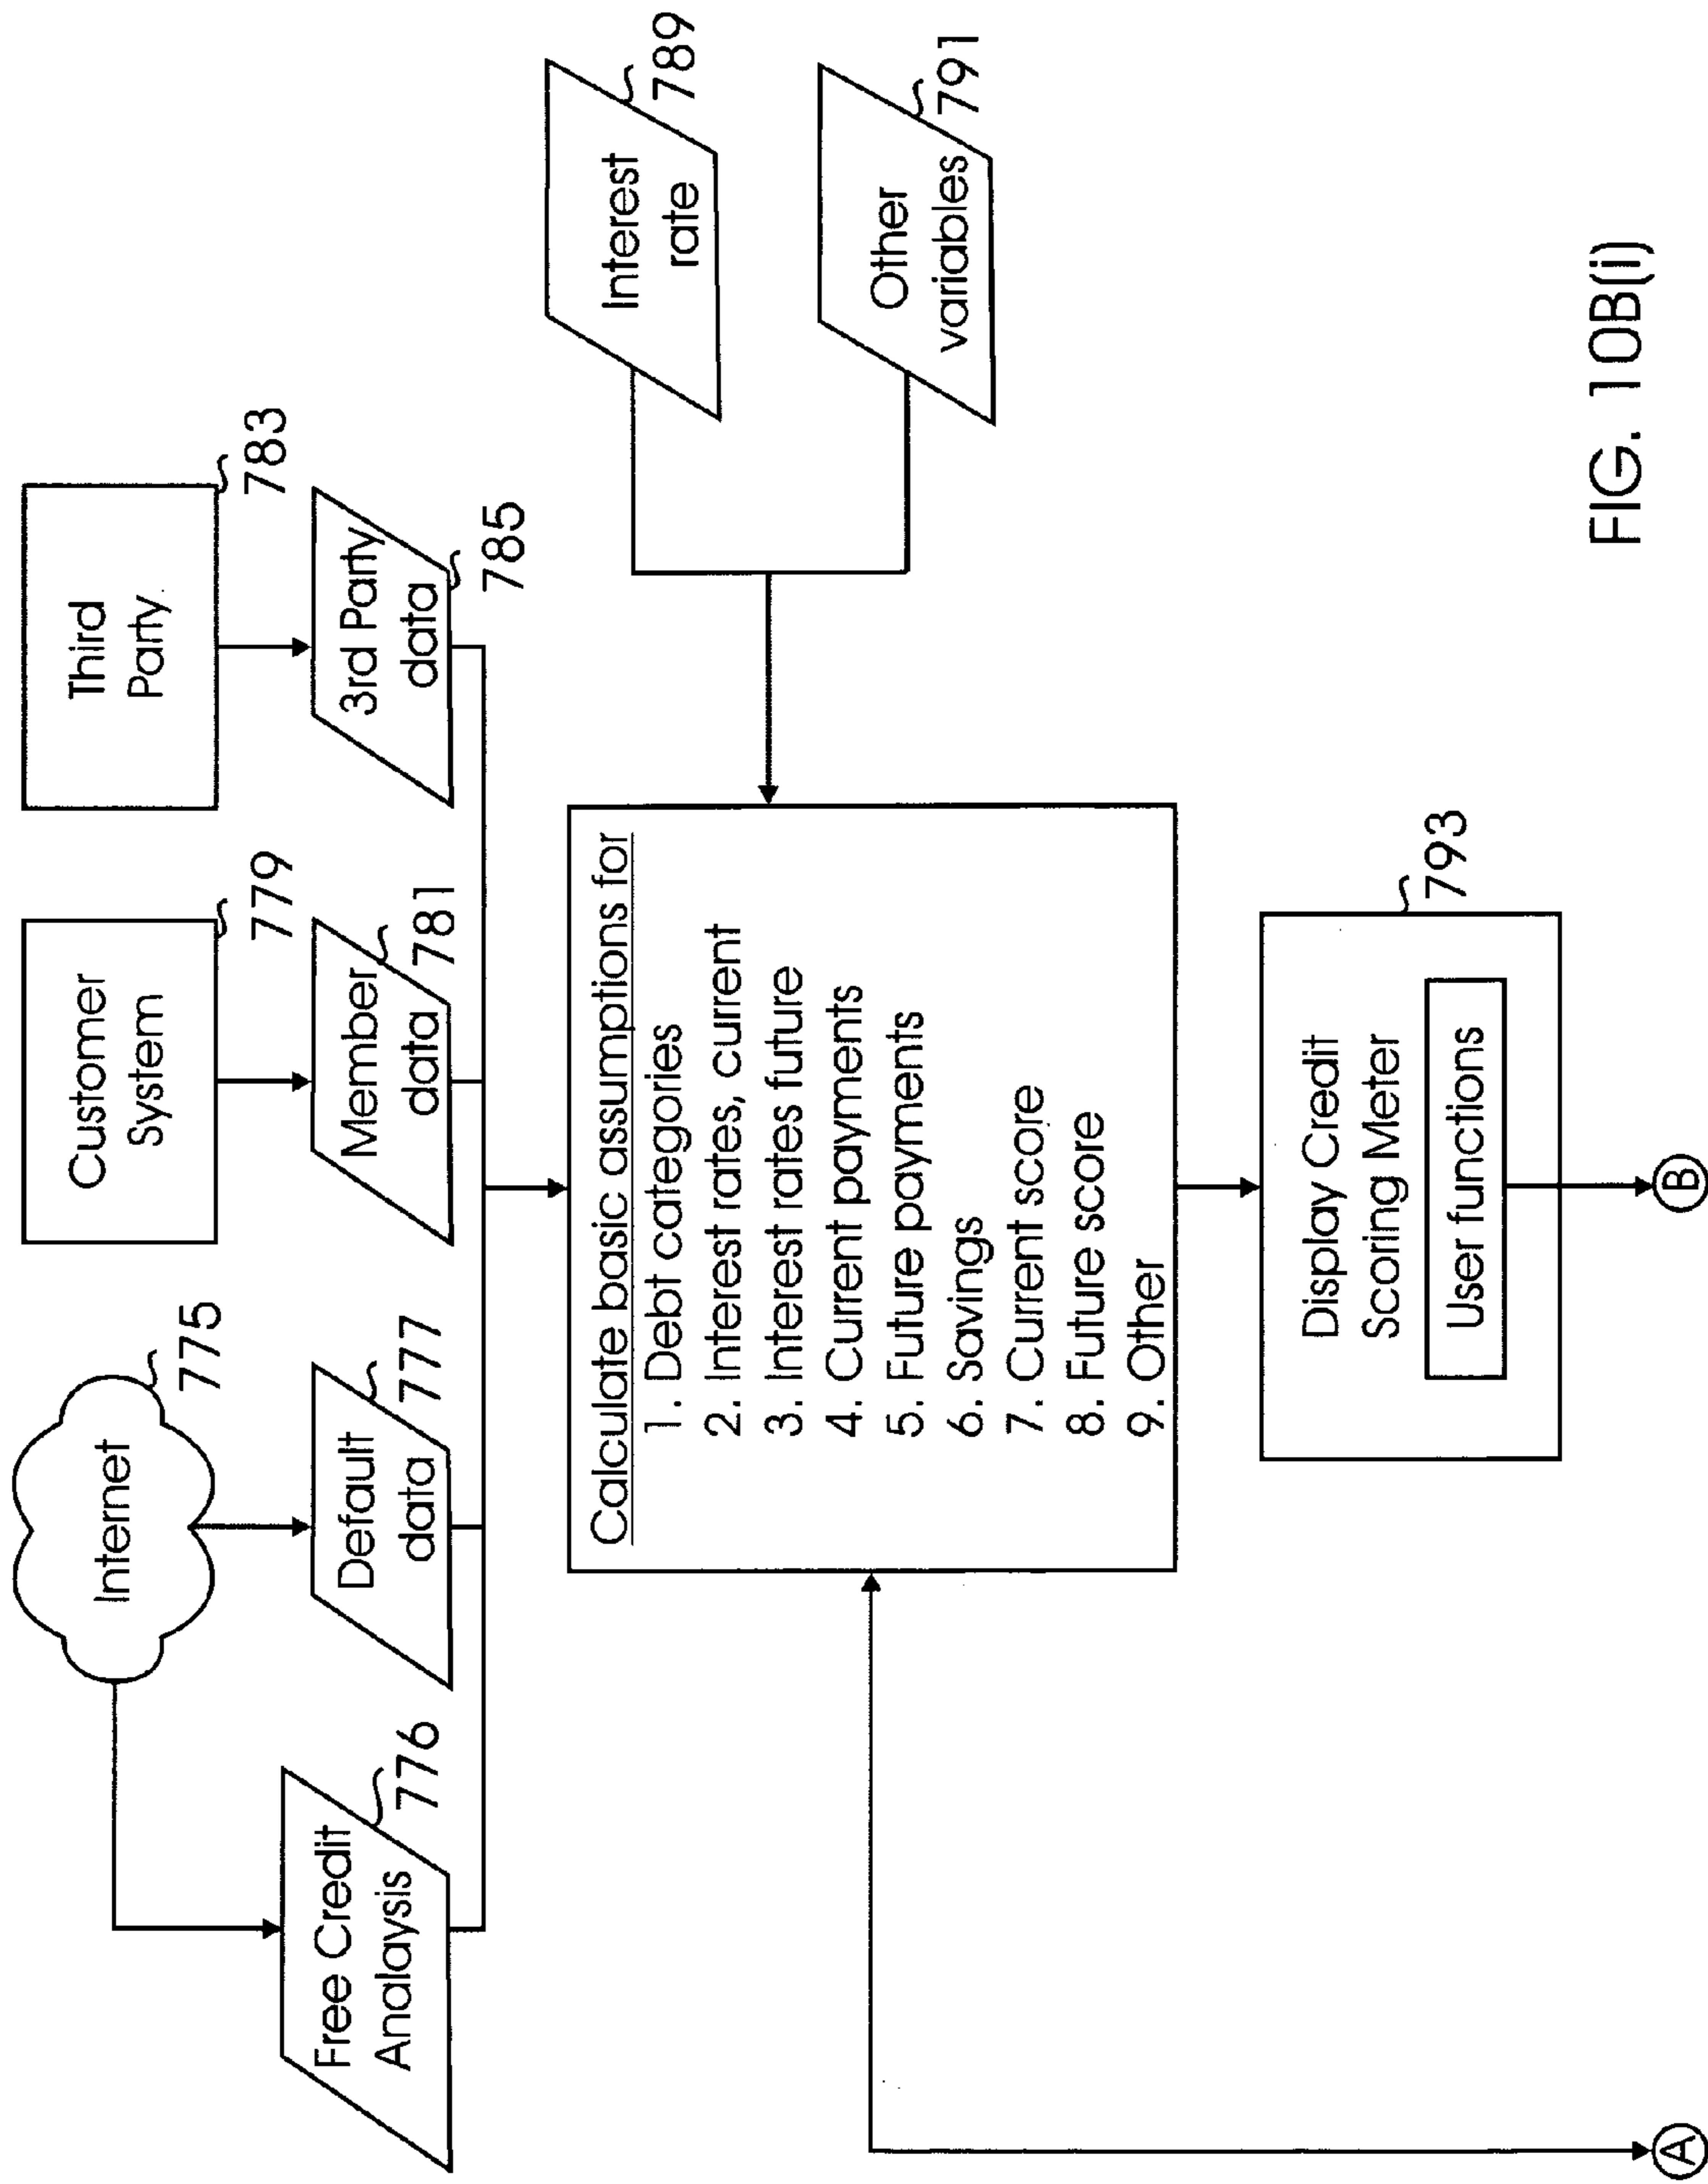 Internet
775
Customer
System
779
Third
Party
783
Free Credit
Analaysis
776
Default
data
777
Member
data
781
3rd Party
data
785
Interest
rate
789
Other
variables
791
Calculate basic assumptions for
1. Debt categories
2. Interest rates, current
3. Interest rates future
4. Current payments
5. Future payments
6. Savings
7. Current score
8. Future score
9. Other
Display Credit
Scoring Meter
User functions
793
A
B
FIG. 10B(i)